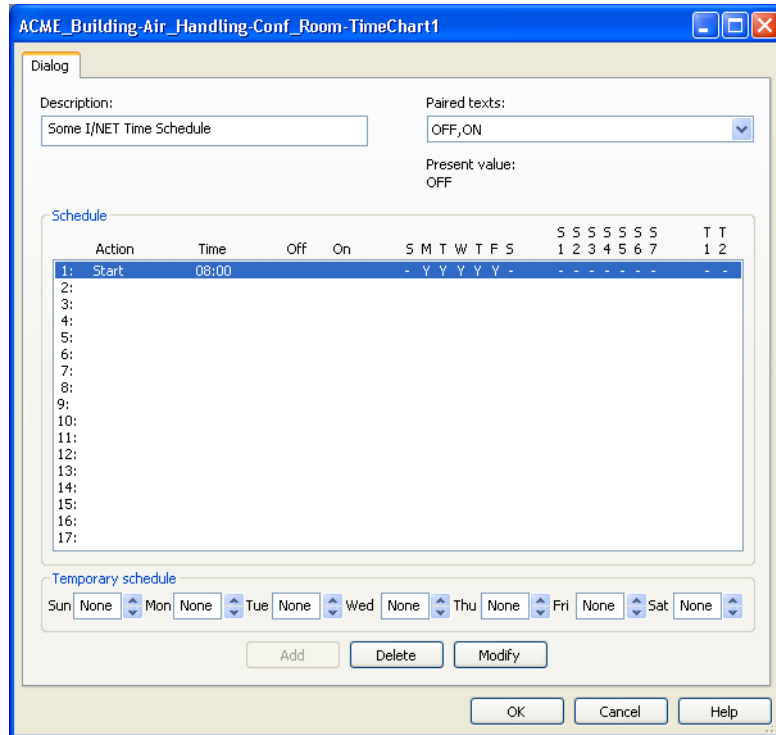 ACME_Building-Air_Handling-Conf_Room-TimeChart1
Dialog
Description:
Paired texts:
Some I/NET Time Schedule
OFF,ON
Present value:
OFF
Schedule
S S S S S S S T T
Action Time Off On S M T W T F S 1 2 3 4 5 6 7 1 2
1: Start 08:00 - Y Y Y Y Y - - - - - - - - - -
2:
3:
4:
5:
6:
7:
8:
9:
10:
11:
12:
13:
14:
15:
16:
17:
Temporary schedule
Sun None Mon None Tue None Wed None Thu None Fri None Sat None
Add Delete Modify
OK Cancel Help